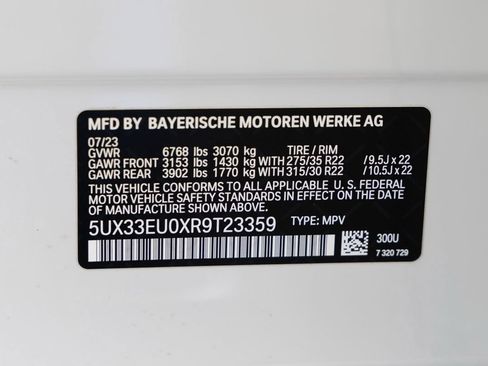 MFD BY BAYERISCHE MOTOREN WERKE AG
07/23
GVWR 6768 lbs 3070 kg TIRE / RIM
GAWR FRONT 3153 lbs 1430 kg WITH 275/35 R22 / 9.5J x 22
GAWR REAR 3902 lbs 1770 kg WITH 315/30 R22 / 10.5J x 22
THIS VEHICLE CONFORMS TO ALL APPLICABLE U. S. FEDERAL
MOTOR VEHICLE SAFETY STANDARDS IN EFFECT ON THE DATE
OF MANUFACTURE SHOWN ABOVE.
5UX33EU0XR9T23359 TYPE: MPV
300U
7 320 729